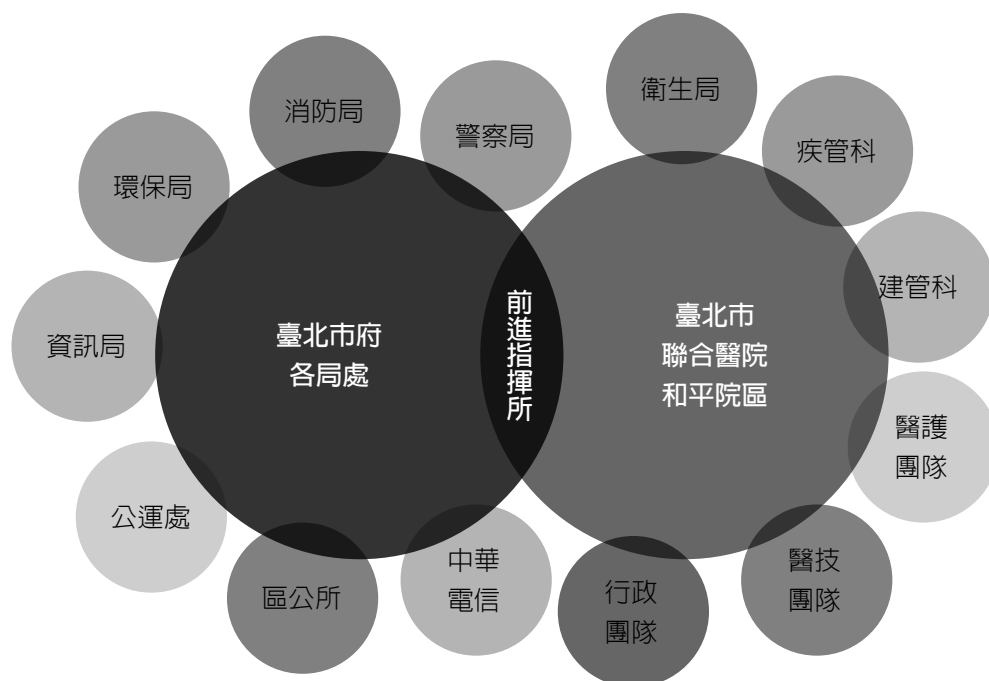 消防局
警察局
衛生局
疾管科
環保局
建管科
資訊局
臺北市府
各局處
前進指揮所
臺北市
聯合醫院
和平院區
醫護
團隊
公運處
區公所
中華
電信
行政
團隊
醫技
團隊